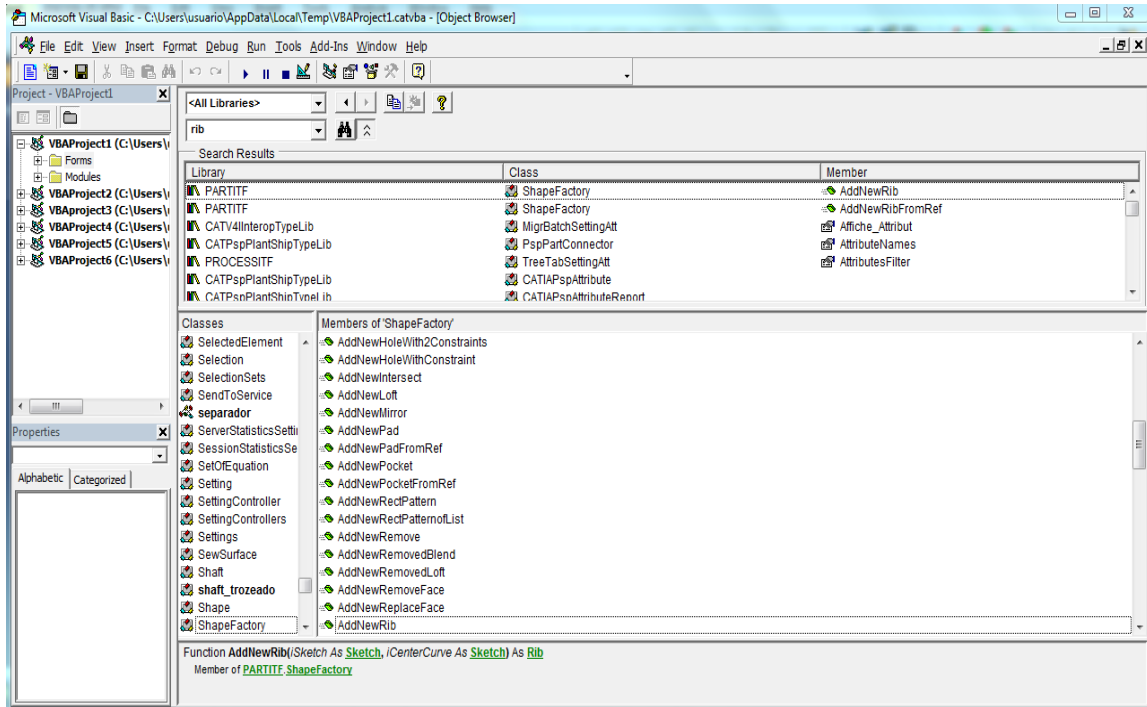 Microsoft Visual Basic - C:\Users\usuario\AppData\Local\Temp\VBAProject1.catvba - [Object Browser]
File Edit View Insert Format Debug Run Tools Add-Ins Window Help
Project - VBAProject1
VBAProject1 (C:\Users\
Forms
Modules
VBAProject2 (C:\Users\
VBAproject3 (C:\Users\
VBAProject4 (C:\Users\
VBAProject5 (C:\Users\
VBAProject6 (C:\Users\
Properties
Alphabetic Categorized
<All Libraries>
rib
Search Results
Library Class Member
PARTITF ShapeFactory AddNewRib
PARTITF ShapeFactory AddNewRibFromRef
CATV4IInteropTypeLib MigrBatchSettingAtt Affiche_Attribut
CATPspPlantShipTypeLib PspPartConnector AttributeNames
PROCESSITF TreeTabSettingAtt AttributesFilter
CATPspPlantShipTypeLib CATIAPspAttribute
CATPspPlantShipTypeLib CATIAPspAttributeReport
Classes
SelectedElement
Selection
SelectionSets
SendToService
separador
ServerStatisticsSetti
SessionStatisticsSe
SetOfEquation
Setting
SettingController
SettingControllers
Settings
SewSurface
Shaft
shaft_trozeado
Shape
ShapeFactory
Members of 'ShapeFactory'
AddNewHoleWith2Constraints
AddNewHoleWithConstraint
AddNewIntersect
AddNewLoft
AddNewMirror
AddNewPad
AddNewPadFromRef
AddNewPocket
AddNewPocketFromRef
AddNewRectPattern
AddNewRectPatternofList
AddNewRemove
AddNewRemovedBlend
AddNewRemovedLoft
AddNewRemoveFace
AddNewReplaceFace
AddNewRib
Function AddNewRib(iSketch As Sketch, iCenterCurve As Sketch) As Rib
Member of PARTITF.ShapeFactory